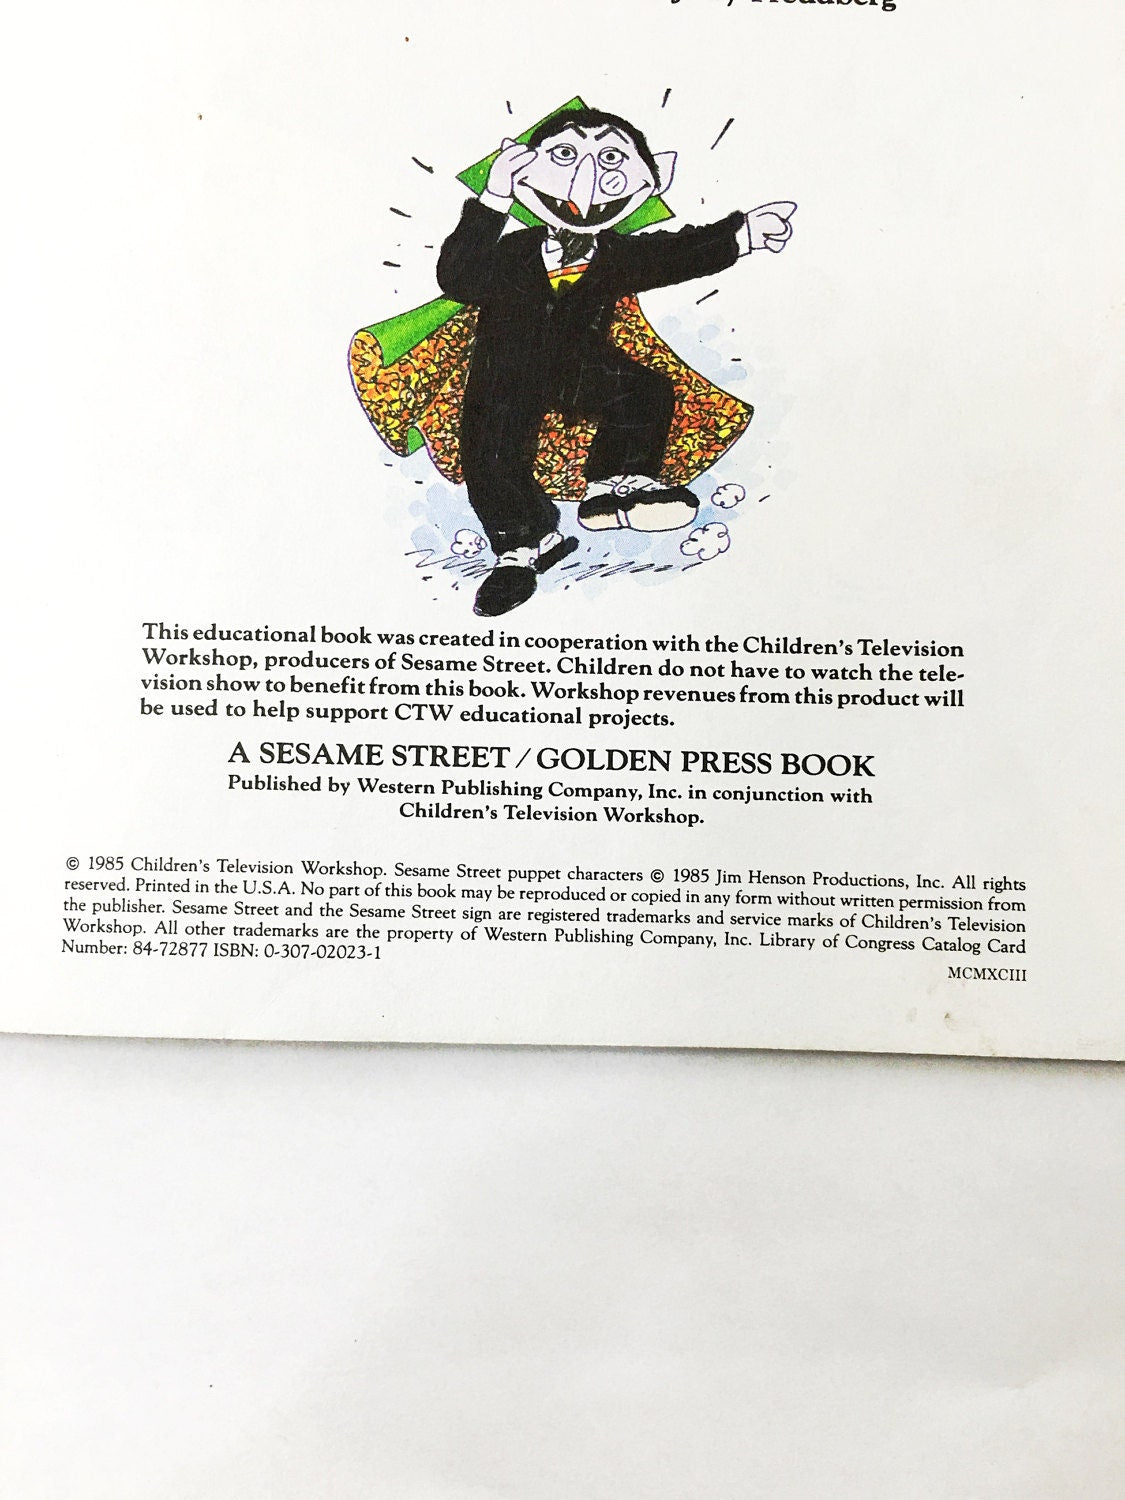 This educational book was created in cooperation with the Children's Television
Workshop, producers of Sesame Street. Children do not have to watch the tele-
vision show to benefit from this book. Workshop revenues from this product will
be used to help support CTW educational projects.
A SESAME STREET / GOLDEN PRESS BOOK
Published by Western Publishing Company, Inc. in conjunction with
Children's Television Workshop.
© 1985 Children's Television Workshop. Sesame Street puppet characters © 1985 Jim Henson Productions, Inc. All rights
reserved. Printed in the U.S.A. No part of this book may be reproduced or copied in any form without written permission from
the publisher. Sesame Street and the Sesame Street sign are registered trademarks and service marks of Children's Television
Workshop. All other trademarks are the property of Western Publishing Company, Inc. Library of Congress Catalog Card
Number: 84-72877 ISBN: 0-307-02023-1
MCMXCIII